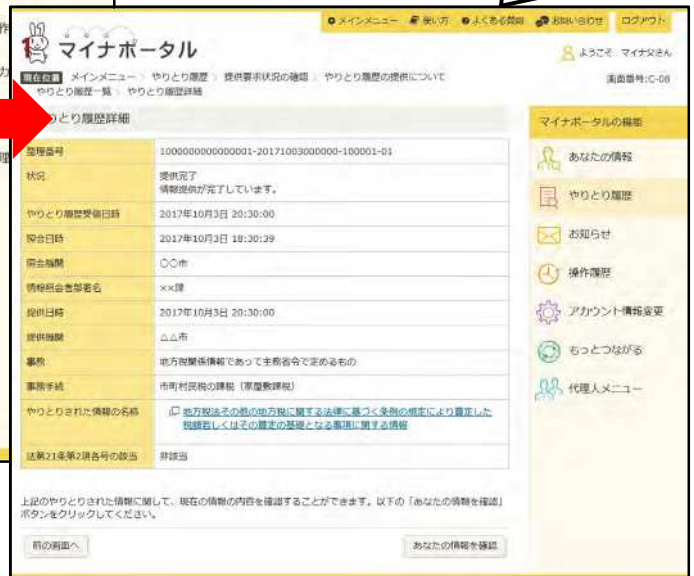 作
力
理
メインメニュー 使い方 よくある質問 お問い合わせ ログアウト
マイナポータル
ようこそ マイナ父さん
現在位置 メインメニュー > やりとり履歴 > 提供要求状況の確認 > やりとり履歴の提供について
> やりとり履歴一覧 > やりとり履歴詳細
画面番号:C-08
りとり履歴詳細
整理番号 1000000000000001-20171003000000-100001-01
状況 提供完了
情報提供が完了しています。
やりとり履歴受信日時 2017年10月3日 20:30:00
照会日時 2017年10月3日 18:30:39
照会機関 〇〇市
情報照会者部署名 ××課
提供日時 2017年10月3日 20:30:00
提供機関 △△市
事務 地方税関係情報であって主務省令で定めるもの
事務手続 市町村民税の課税（家屋敷課税）
やりとりされた情報の名称 地方税法その他の地方税に関する法律に基づく条例の規定により算定した
税額若しくはその算定の基礎となる事項に関する情報
法第21条第2項各号の該当 非該当
上記のやりとりされた情報に関して、現在の情報の内容を確認することができます。以下の「あなたの情報を確認」
ボタンをクリックしてください。
前の画面へ
あなたの情報を確認
マイナポータルの機能
あなたの情報
やりとり履歴
お知らせ
操作履歴
アカウント情報変更
もっとつながる
代理人メニュー